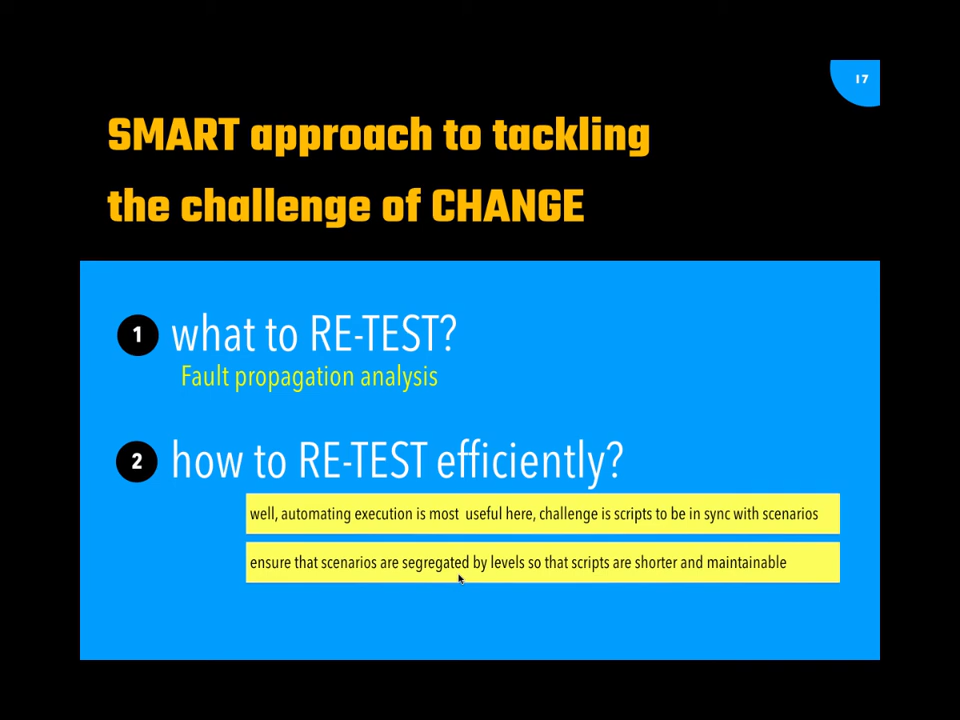 17
SMART approach to tackling
the challenge of CHANGE
1 what to RE-TEST?
Fault propagation analysis
2 how to RE-TEST efficiently?
well, automating execution is most useful here, challenge is scripts to be in sync with scenarios
ensure that scenarios are segregated by levels so that scripts are shorter and maintainable